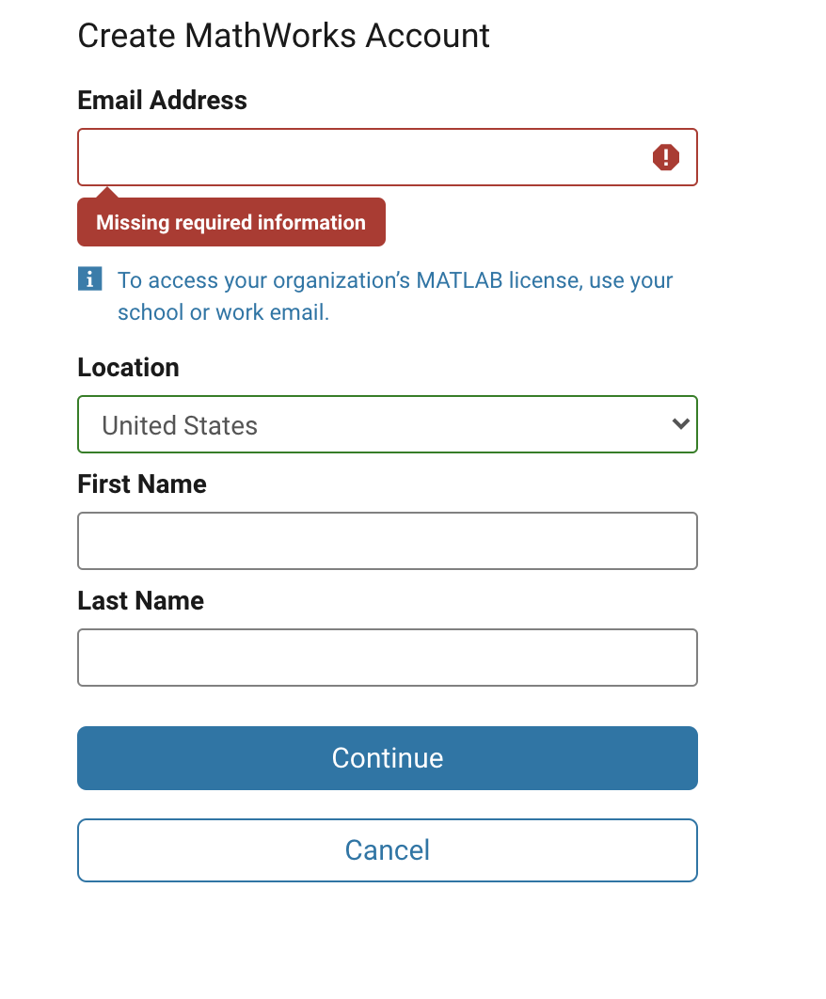 Create MathWorks Account
Email Address
Missing required information
To access your organization’s MATLAB license, use your
school or work email.
Location
United States
First Name
Last Name
Continue
Cancel